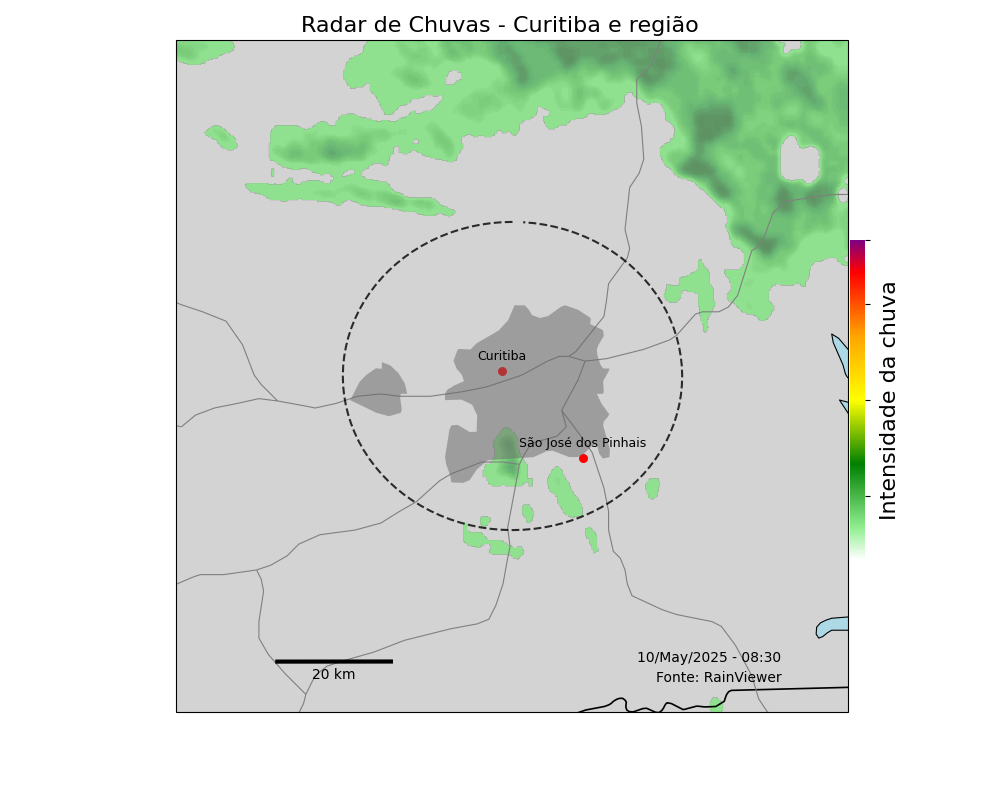 Radar de Chuvas - Curitiba e região
Curitiba
São José dos Pinhais
Intensidade da chuva
10/May/2025 - 08:30
Fonte: RainViewer
20 km